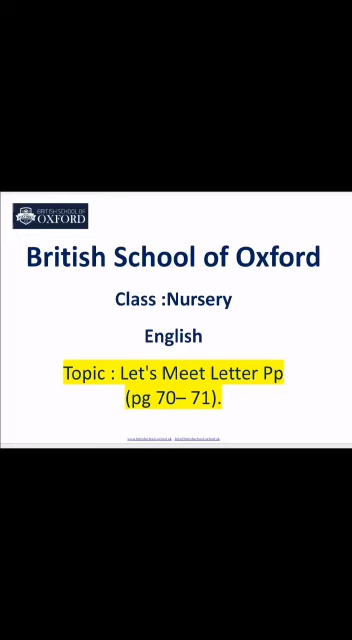 BRITISH SCHOOL OF
OXFORD
British School of Oxford
Class :Nursery
English
Topic : Let's Meet Letter Pp
(pg 70– 71).